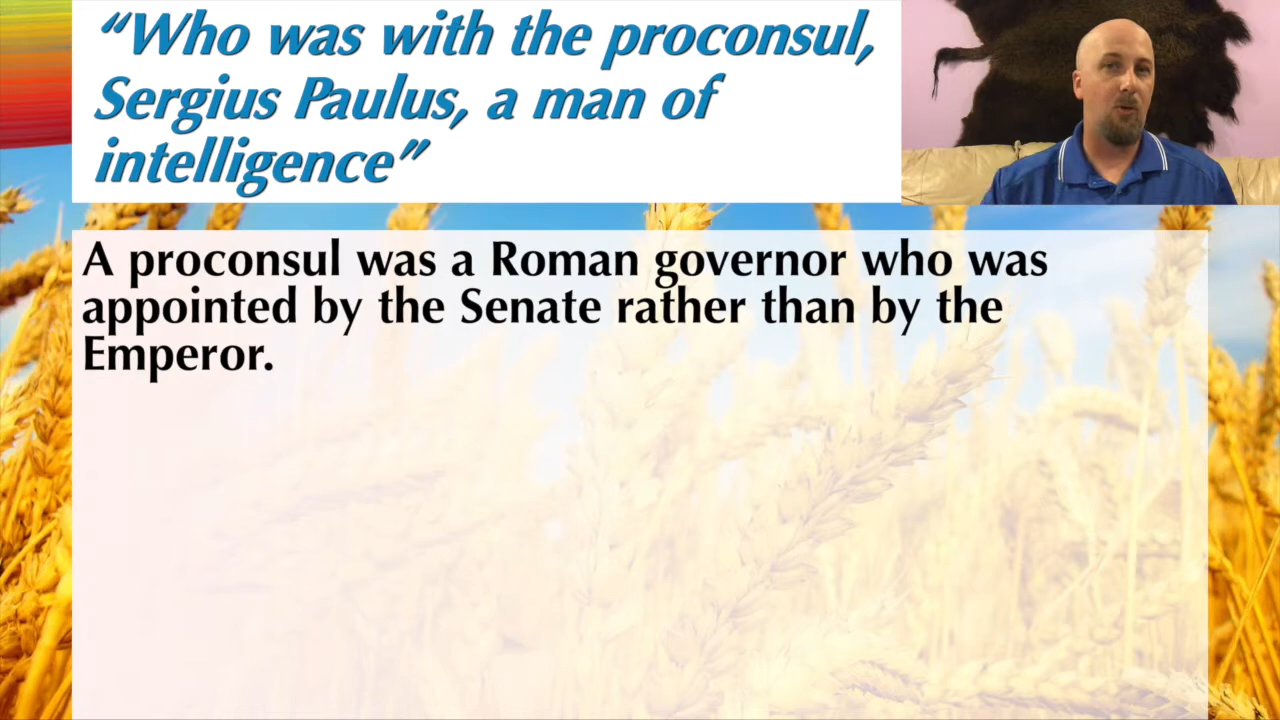 “Who was with the proconsul,
Sergius Paulus, a man of
intelligence”
A proconsul was a Roman governor who was
appointed by the Senate rather than by the
Emperor.